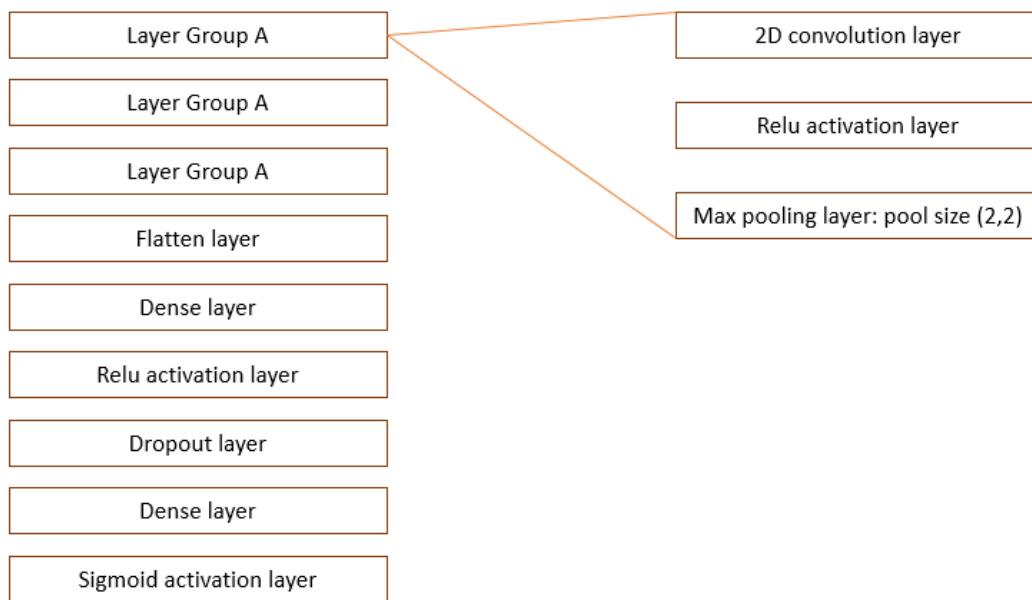 Layer Group A
Layer Group A
Layer Group A
Flatten layer
Dense layer
Relu activation layer
Dropout layer
Dense layer
Sigmoid activation layer
2D convolution layer
Relu activation layer
Max pooling layer: pool size (2,2)